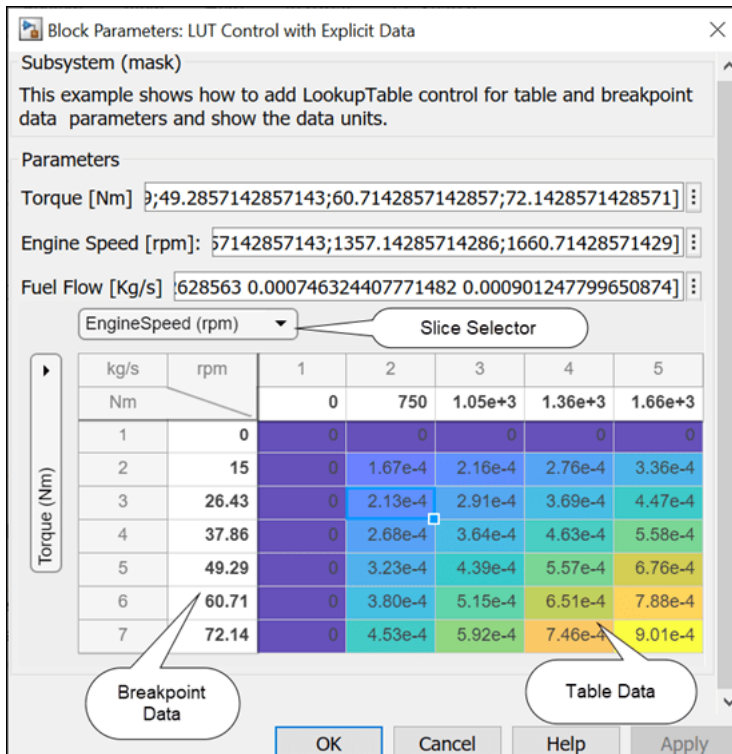 Block Parameters: LUT Control with Explicit Data
Subsystem (mask)
This example shows how to add LookupTable control for table and breakpoint
data parameters and show the data units.
Parameters
Torque [Nm] 9;49.2857142857143;60.7142857142857;72.1428571428571]
Engine Speed [rpm]: 57142857143;1357.14285714286;1660.71428571429]
Fuel Flow [Kg/s] 2628563 0.000746324407771482 0.000901247799650874]
EngineSpeed (rpm)
Slice Selector
kg/s rpm 1 2 3 4 5
Nm 0 750 1.05e+3 1.36e+3 1.66e+3
1 0 0 0 0 0 0
2 15 0 1.67e-4 2.16e-4 2.76e-4 3.36e-4
3 26.43 0 2.13e-4 2.91e-4 3.69e-4 4.47e-4
4 37.86 0 2.68e-4 3.64e-4 4.63e-4 5.58e-4
5 49.29 0 3.23e-4 4.39e-4 5.57e-4 6.76e-4
6 60.71 0 3.80e-4 5.15e-4 6.51e-4 7.88e-4
7 72.14 0 4.53e-4 5.92e-4 7.46e-4 9.01e-4
Torque (Nm)
Breakpoint
Data
Table Data
OK Cancel Help Apply